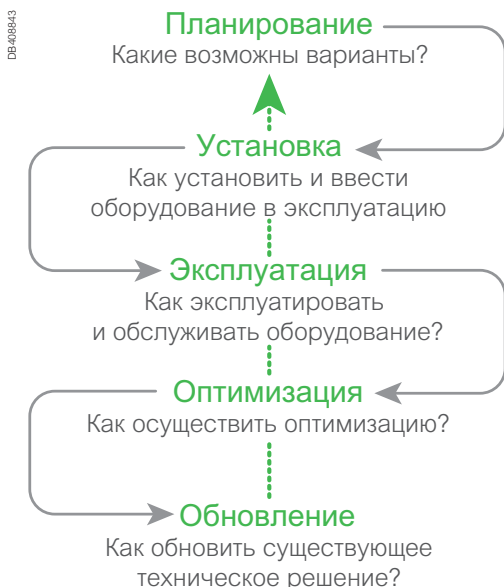 DB408843
Планирование
Какие возможны варианты?
Установка
Как установить и ввести
оборудование в эксплуатацию
Эксплуатация
Как эксплуатировать
и обслуживать оборудование?
Оптимизация
Как осуществить оптимизацию?
Обновление
Как обновить существующее
техническое решение?